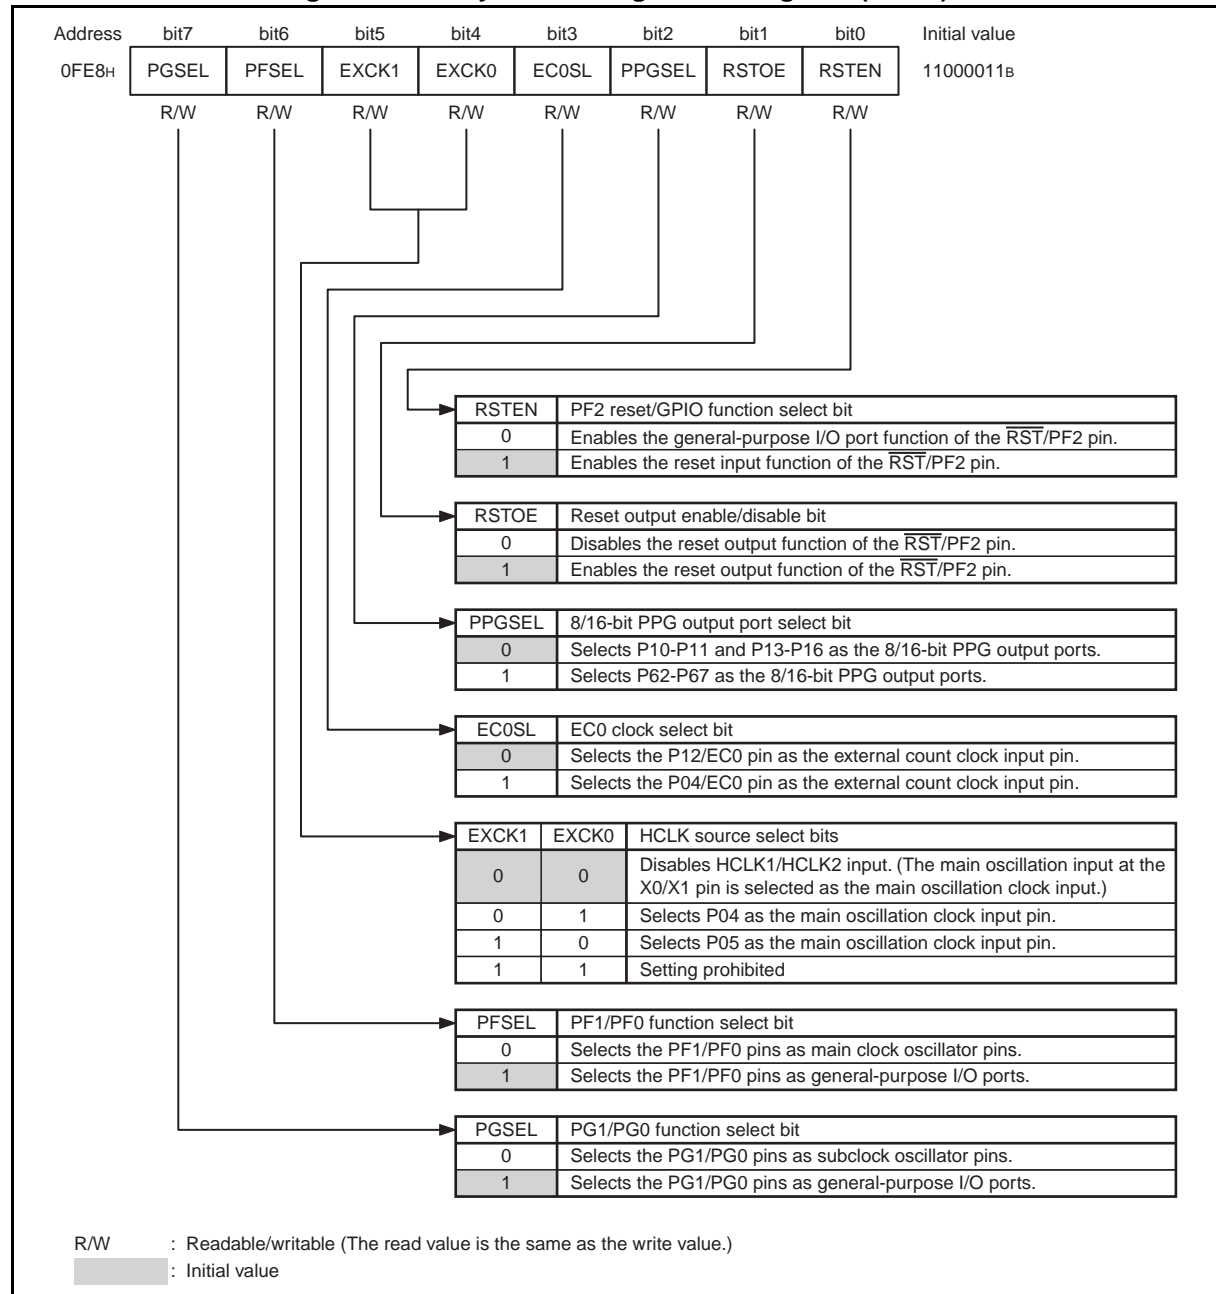 Address bit7 bit6 bit5 bit4 bit3 bit2 bit1 bit0 Initial value
0FE8H PGSEL PFSEL EXCK1 EXCK0 EC0SL PPGSEL RSTOE RSTEN 11000011B
R/W R/W R/W R/W R/W R/W R/W R/W
RSTEN PF2 reset/GPIO function select bit
0 Enables the general-purpose I/O port function of the RST/PF2 pin.
1 Enables the reset input function of the RST/PF2 pin.
RSTOE Reset output enable/disable bit
0 Disables the reset output function of the RST/PF2 pin.
1 Enables the reset output function of the RST/PF2 pin.
PPGSEL 8/16-bit PPG output port select bit
0 Selects P10-P11 and P13-P16 as the 8/16-bit PPG output ports.
1 Selects P62-P67 as the 8/16-bit PPG output ports.
EC0SL EC0 clock select bit
0 Selects the P12/EC0 pin as the external count clock input pin.
1 Selects the P04/EC0 pin as the external count clock input pin.
EXCK1 EXCK0 HCLK source select bits
0 0 Disables HCLK1/HCLK2 input. (The main oscillation input at the
X0/X1 pin is selected as the main oscillation clock input.)
0 1 Selects P04 as the main oscillation clock input pin.
1 0 Selects P05 as the main oscillation clock input pin.
1 1 Setting prohibited
PFSEL PF1/PF0 function select bit
0 Selects the PF1/PF0 pins as main clock oscillator pins.
1 Selects the PF1/PF0 pins as general-purpose I/O ports.
PGSEL PG1/PG0 function select bit
0 Selects the PG1/PG0 pins as subclock oscillator pins.
1 Selects the PG1/PG0 pins as general-purpose I/O ports.
R/W : Readable/writable (The read value is the same as the write value.)
: Initial value